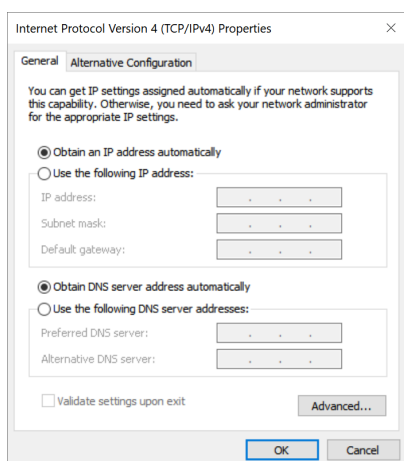 Internet Protocol Version 4 (TCP/IPv4) Properties
General Alternative Configuration
You can get IP settings assigned automatically if your network supports
this capability. Otherwise, you need to ask your network administrator
for the appropriate IP settings.
Obtain an IP address automatically
Use the following IP address:
IP address:
Subnet mask:
Default gateway:
Obtain DNS server address automatically
Use the following DNS server addresses:
Preferred DNS server:
Alternative DNS server:
Validate settings upon exit
Advanced...
OK Cancel